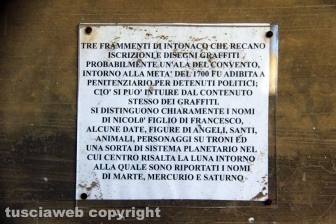 TRE FRAMMENTI DI INTONACO CHE RECANO
ISCRIZIONI E DISEGNI GRAFFITI
PROBABILMENTE UN'ALA DEL CONVENTO,
INTORNO ALLA META' DEL 1700 FU ADIBITA A
PENITENZIARIO PER DETENUTI POLITICI;
CIO' SI PUO' INTUIRE DAL CONTENUTO
STESSO DEI GRAFFITI.
SI DISTINGUONO CHIARAMENTE I NOMI
DI NICOLO' FIGLIO DI FRANCESCO,
ALCUNE DATE, FIGURE DI ANGELI, SANTI,
ANIMALI, PERSONAGGI SU TRONI ED
UNA SORTA DI SISTEMA PLANETARIO NEL
CUI CENTRO RISALTA LA LUNA INTORNO
ALLA QUALE SONO RIPORTATI I NOMI
DI MARTE, MERCURIO E SATURNO
tusciaweb copyright